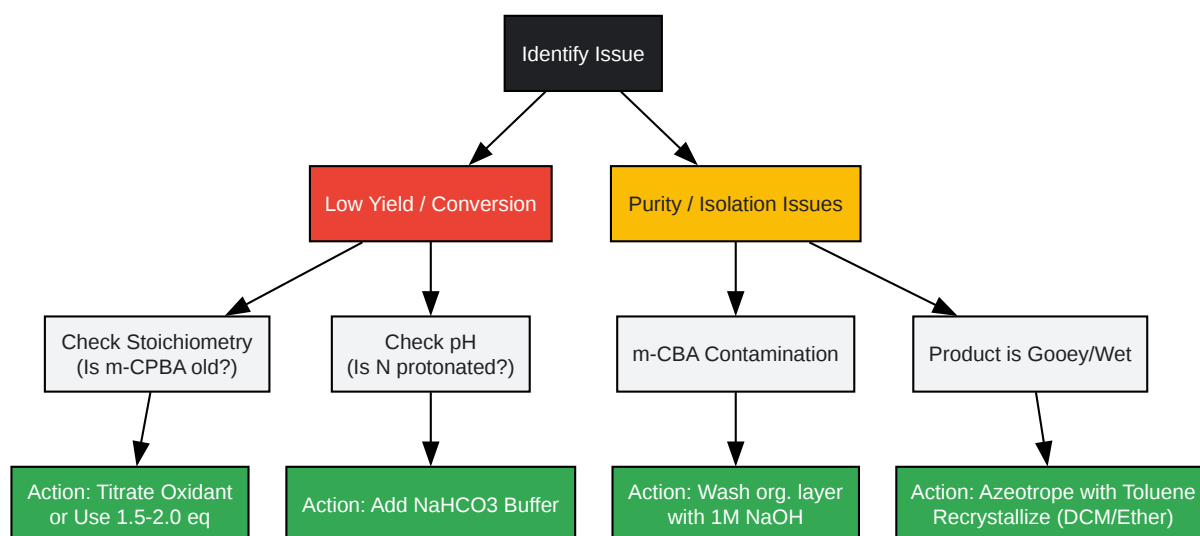 Identify Issue
Low Yield / Conversion
Purity / Isolation Issues
Check Stoichiometry
(Is m-CPBA old?)
Check pH
(Is N protonated?)
m-CBA Contamination
Product is Gooey/Wet
Action: Titrate Oxidant
or Use 1.5-2.0 eq
Action: Add NaHCO3 Buffer
Action: Wash org. layer
with 1M NaOH
Action: Azeotrope with Toluene
Recrystallize (DCM/Ether)